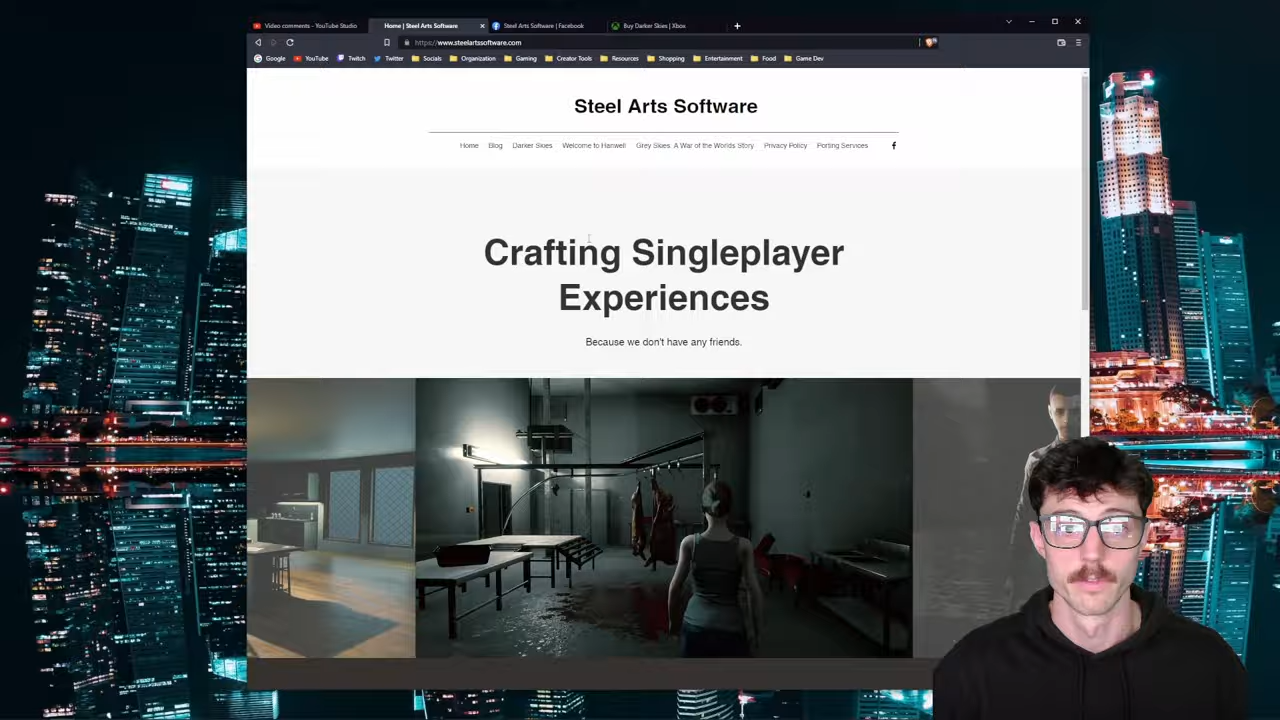 Video comments - YouTube Studio
Home | Steel Arts Software
Steel Arts Software | Facebook
Buy Darker Skies | Xbox
https://www.steelartssoftware.com
Google YouTube Twitch Twitter Socials Organization Gaming Creator Tools Resources Shopping Entertainment Food Game Dev
Steel Arts Software
Home Blog Darker Skies Welcome to Hanwell Grey Skies: A War of the Worlds Story Privacy Policy Porting Services
Crafting Singleplayer
Experiences
Because we don't have any friends.